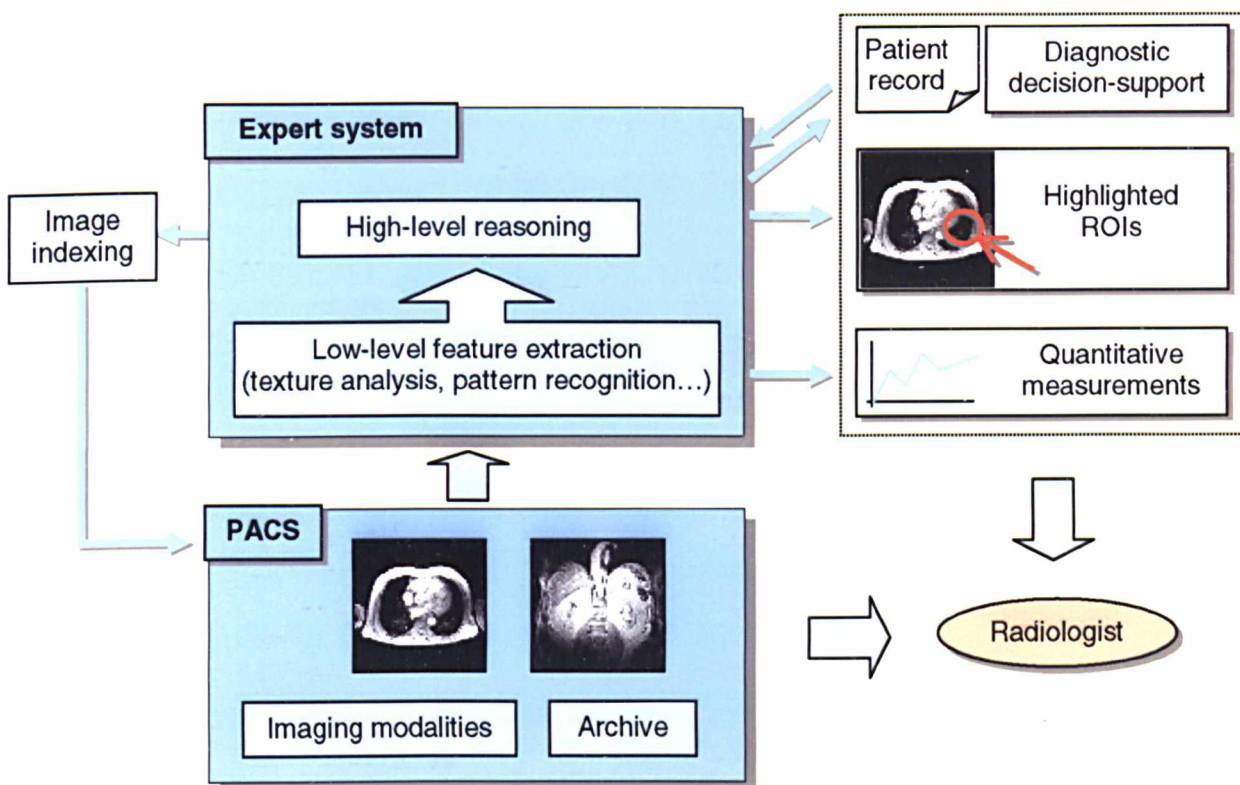 Patient
record
Diagnostic
decision-support
Expert system
Image
indexing
High-level reasoning
Highlighted
ROIs
Low-level feature extraction
(texture analysis, pattern recognition…)
Quantitative
measurements
PACS
Radiologist
Imaging modalities
Archive